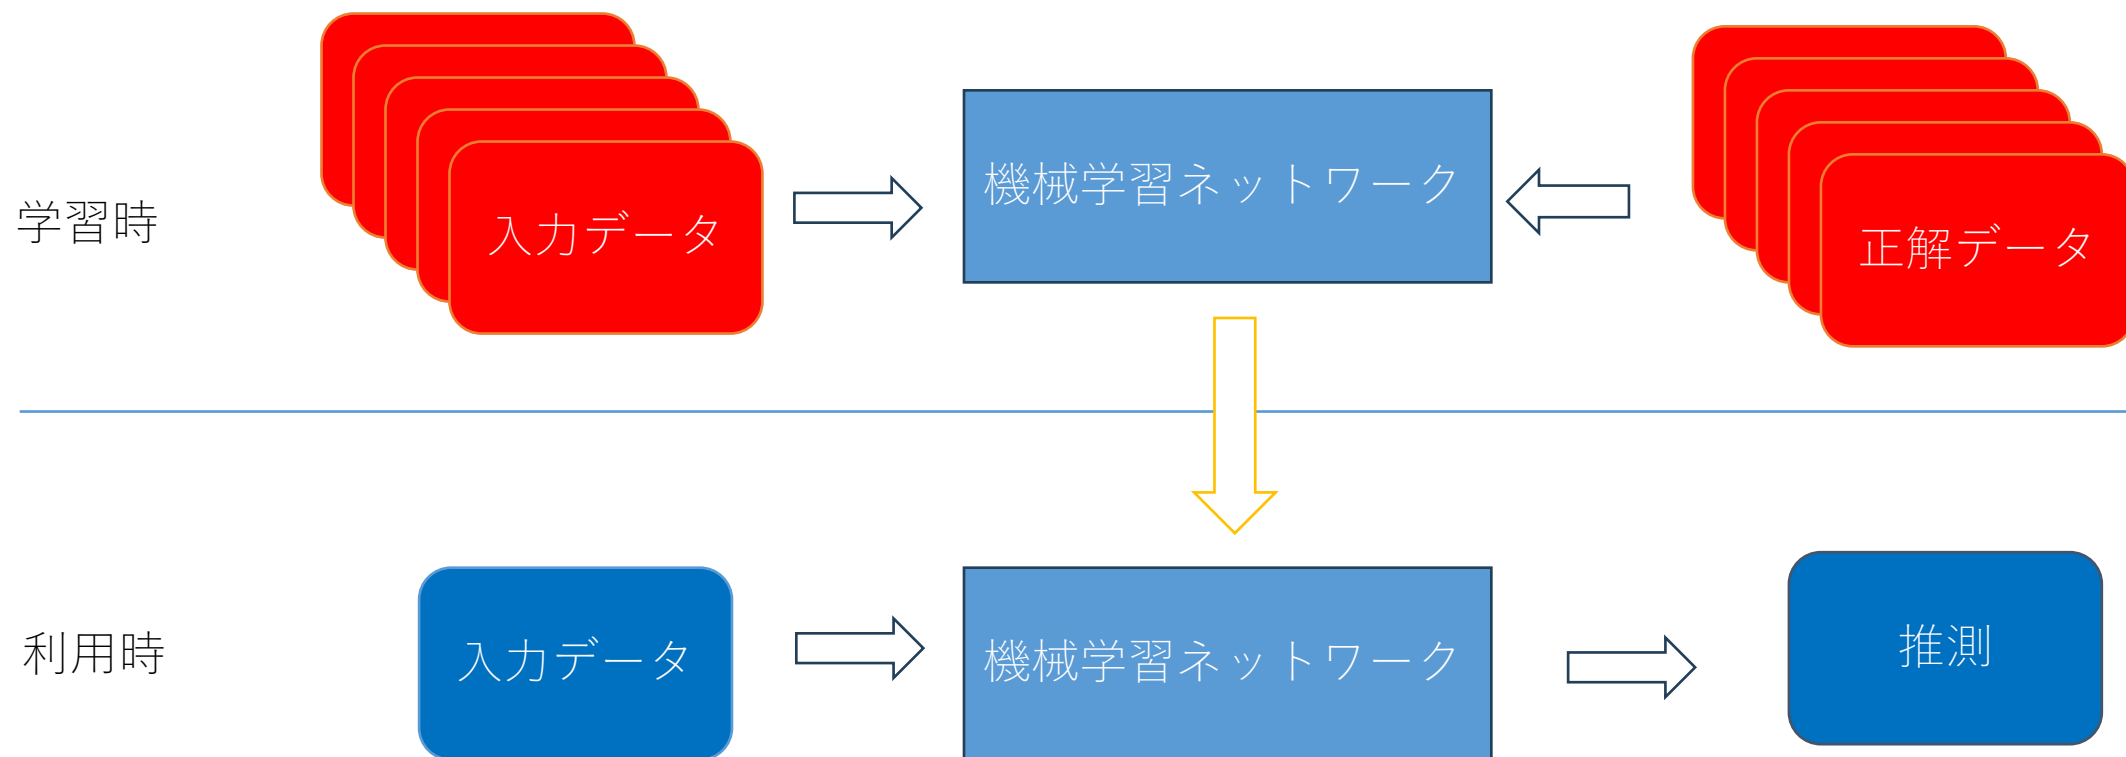 学習時
入力データ
機械学習ネットワーク
正解データ
利用時
入力データ
機械学習ネットワーク
推測